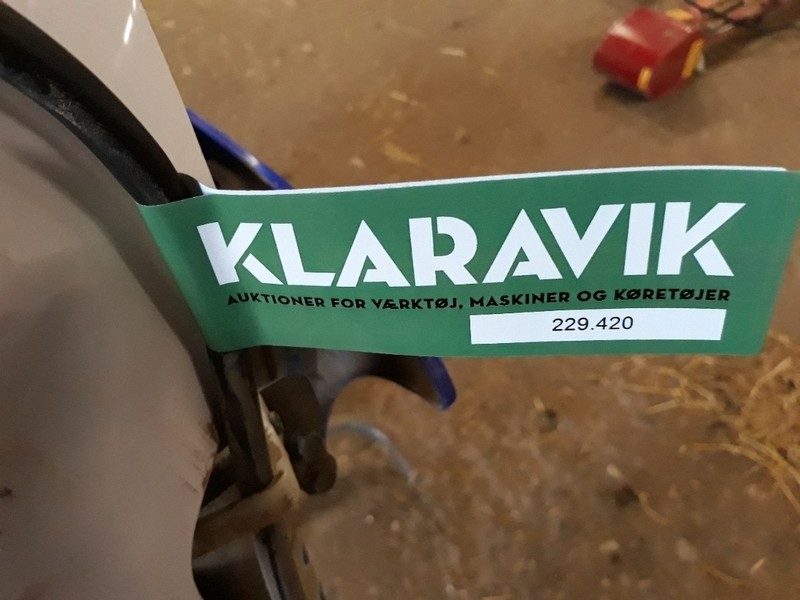 KLARAVIK
AUKTIONER FOR VÆRKTØJ, MASKINER OG KØRETØJER
229.420